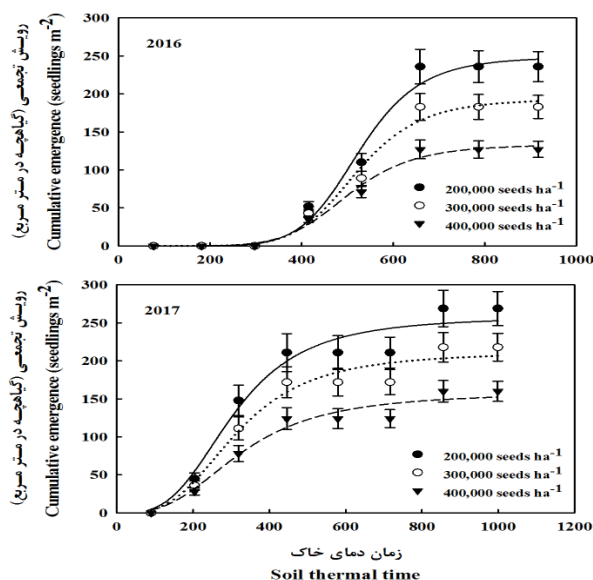 رویش تجمعی (گیاهچه در متر مربع)
Cumulative emergence (seedlings m⁻²)
300
250
200
150
100
50
0
2016
200,000 seeds ha⁻¹
300,000 seeds ha⁻¹
400,000 seeds ha⁻¹
0 200 400 600 800 1000
رویش تجمعی (گیاهچه در متر مربع)
Cumulative emergence (seedlings m⁻²)
300
250
200
150
100
50
0
2017
200,000 seeds ha⁻¹
300,000 seeds ha⁻¹
400,000 seeds ha⁻¹
0 200 400 600 800 1000 1200
زمان دمای خاک
Soil thermal time